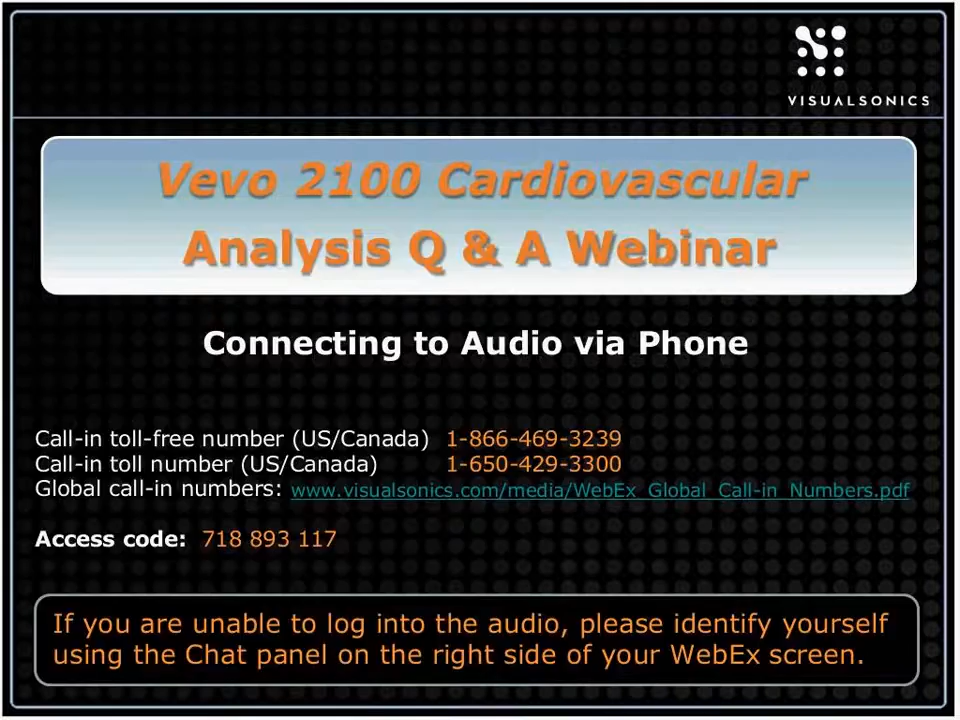 VISUALSONICS
Vevo 2100 Cardiovascular
Analysis Q & A Webinar
Connecting to Audio via Phone
Call-in toll-free number (US/Canada) 1-866-469-3239
Call-in toll number (US/Canada) 1-650-429-3300
Global call-in numbers: www.visualsonics.com/media/WebEx_Global_Call-in_Numbers.pdf
Access code: 718 893 117
If you are unable to log into the audio, please identify yourself
using the Chat panel on the right side of your WebEx screen.